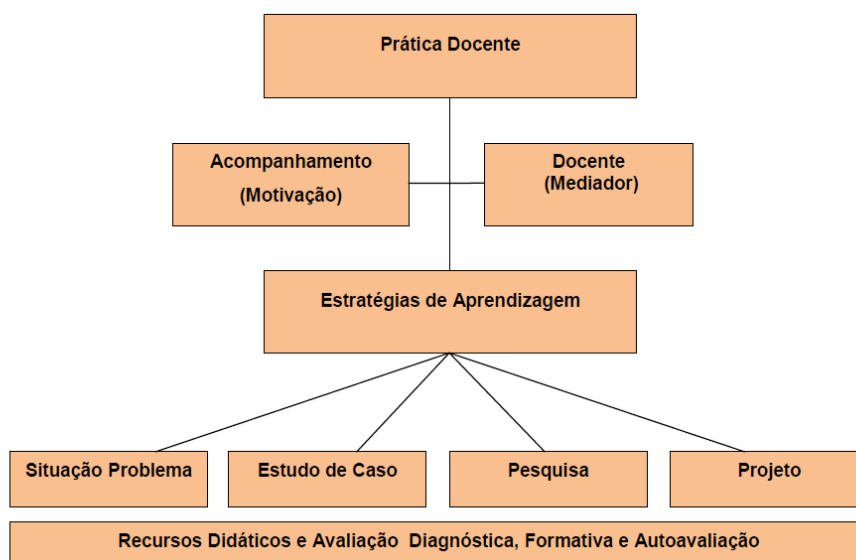 Prática Docente
Acompanhamento
(Motivação)
Docente
(Mediador)
Estratégias de Aprendizagem
Situação Problema
Estudo de Caso
Pesquisa
Projeto
Recursos Didáticos e Avaliação Diagnóstica, Formativa e Autoavaliação